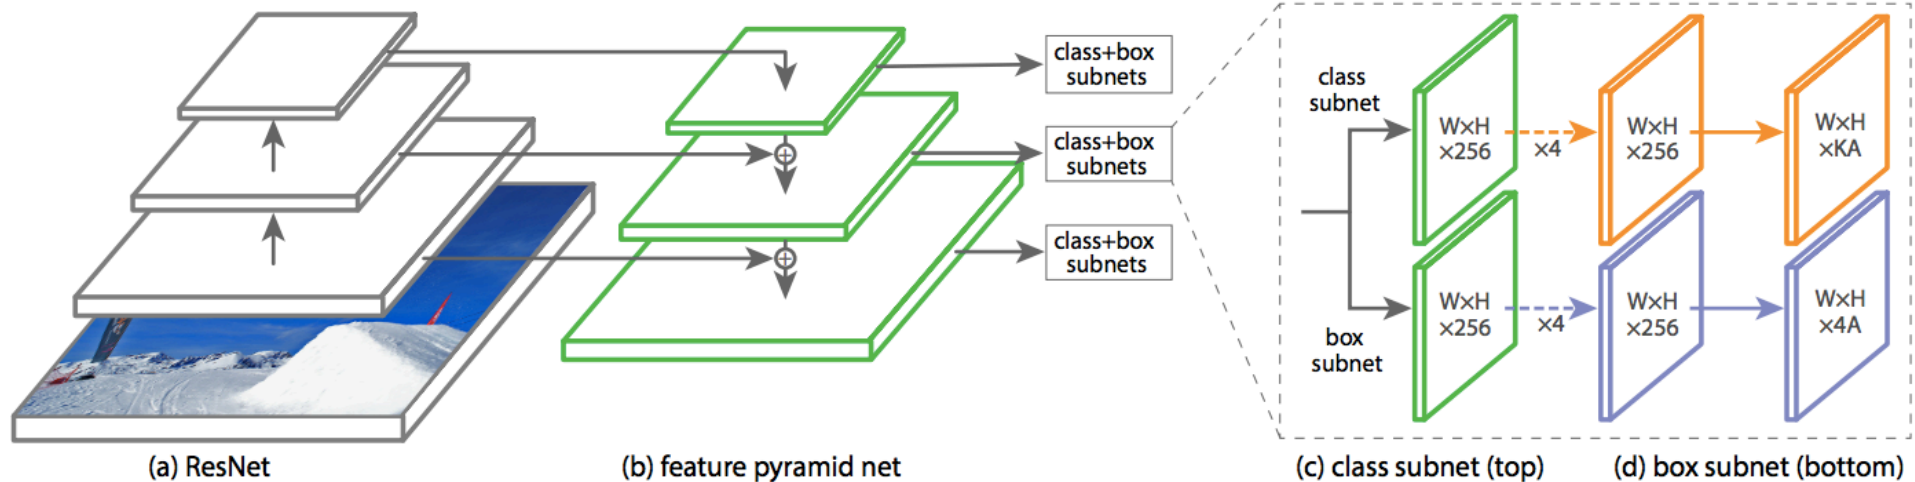 class+box
subnets
class+box
subnets
class+box
subnets
class
subnet
W×H
×256
×4
W×H
×256
W×H
×KA
box
subnet
W×H
×256
×4
W×H
×256
W×H
×4A
(a) ResNet
(b) feature pyramid net
(c) class subnet (top)
(d) box subnet (bottom)